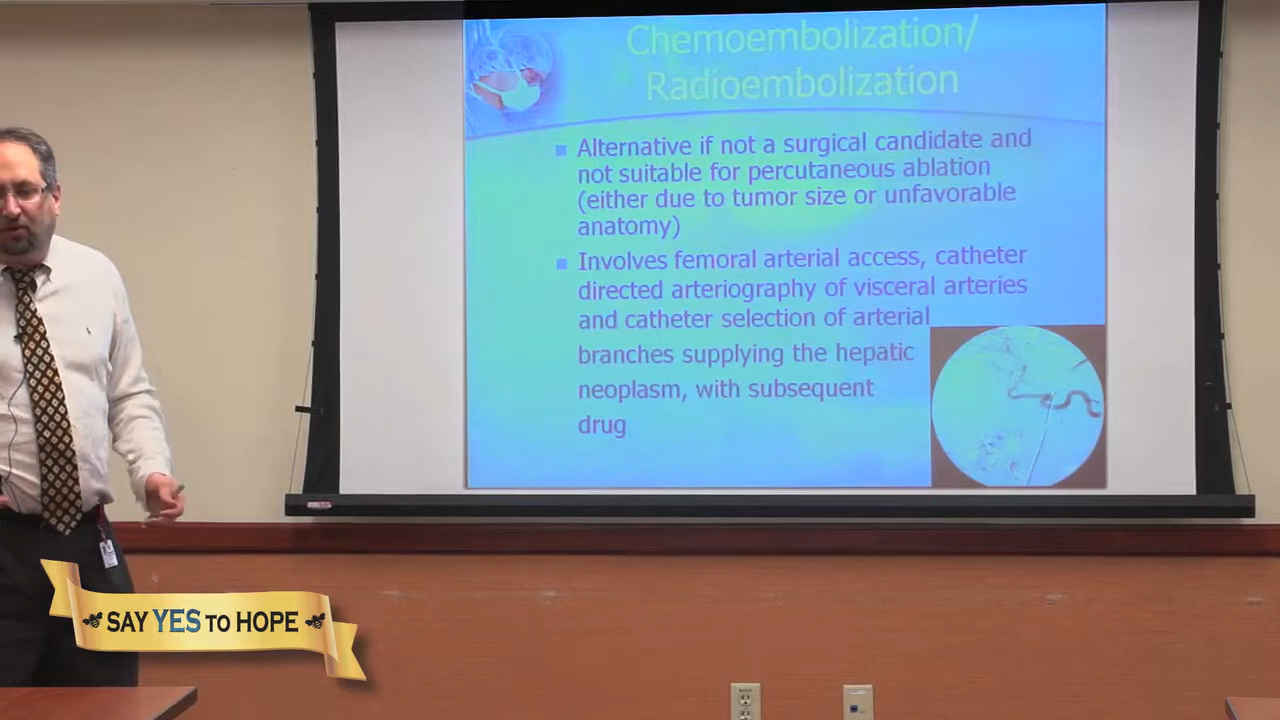 Chemoembolization/
Radioembolization
Alternative if not a surgical candidate and
not suitable for percutaneous ablation
(either due to tumor size or unfavorable
anatomy)
Involves femoral arterial access, catheter
directed arteriography of visceral arteries
and catheter selection of arterial
branches supplying the hepatic
neoplasm, with subsequent
drug
SAY YES TO HOPE